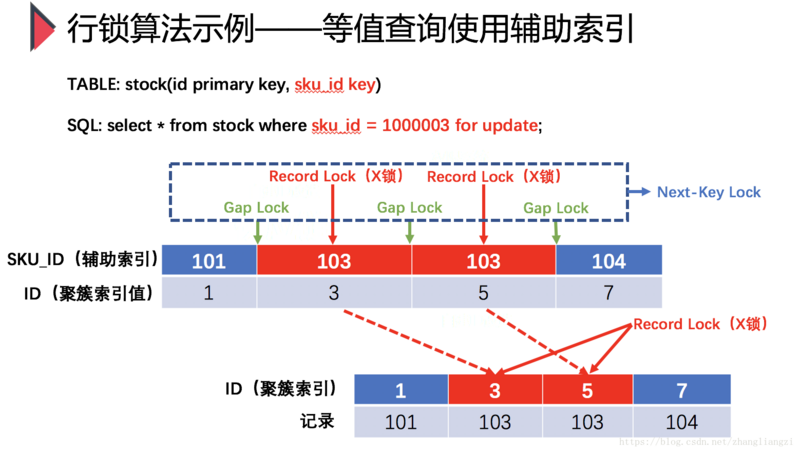 行锁算法示例——等值查询使用辅助索引
TABLE: stock(id primary key, sku_id key)
SQL: select * from stock where sku_id = 1000003 for update;
Record Lock（X锁） Record Lock（X锁）
Next-Key Lock
Gap Lock Gap Lock Gap Lock
SKU_ID（辅助索引） 101 103 103 104
ID（聚簇索引值） 1 3 5 7
Record Lock（X锁）
ID（聚簇索引） 1 3 5 7
记录 101 103 103 104
https://blog.csdn.net/zhangliangzi